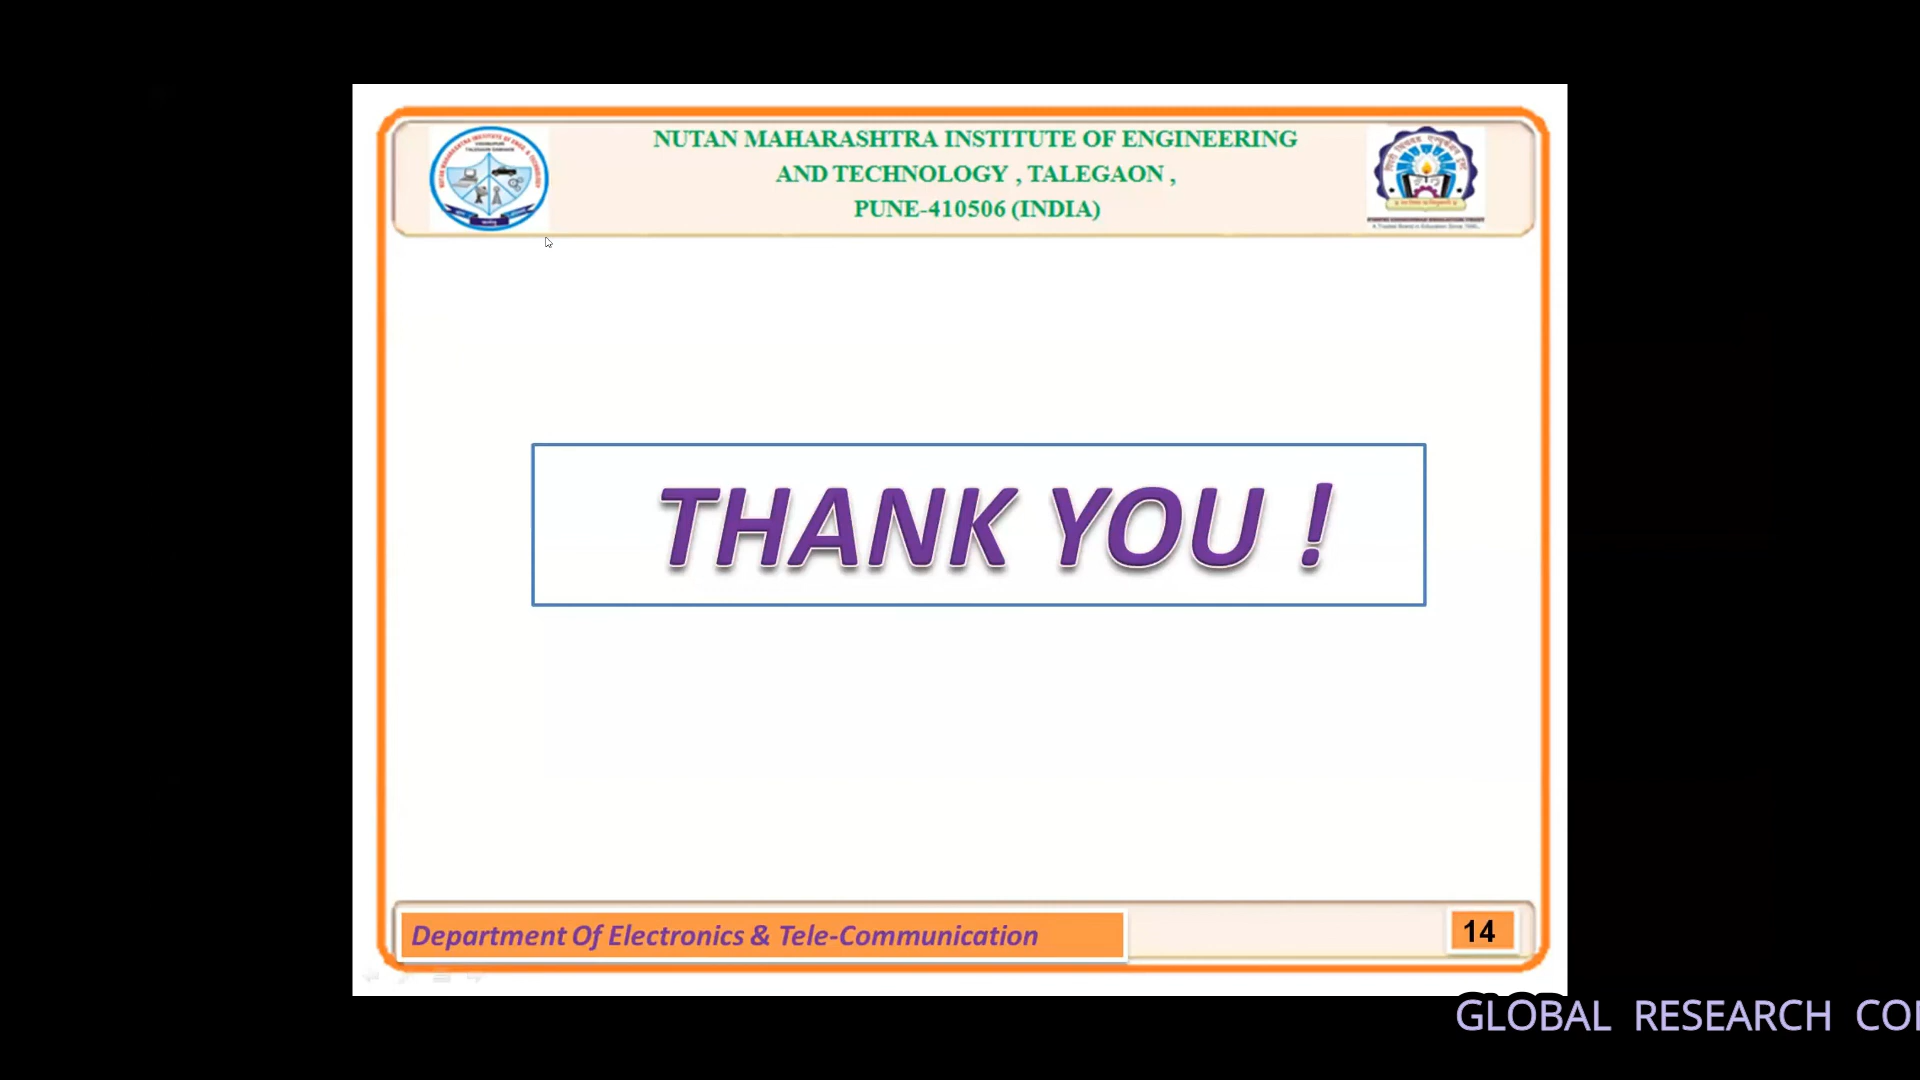 NUTAN MAHARASHTRA INSTITUTE OF ENGINEERING
AND TECHNOLOGY , TALEGAON ,
PUNE-410506 (INDIA)
THANK YOU !
Department Of Electronics & Tele-Communication
14
GLOBAL RESEARCH